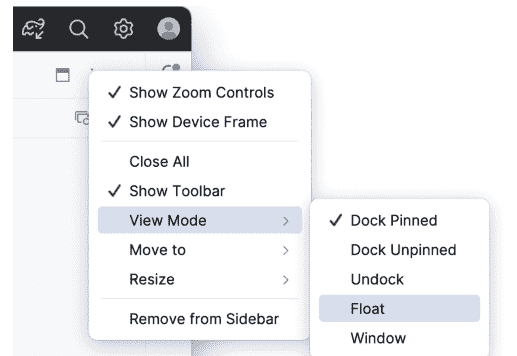 Show Zoom Controls
Show Device Frame
Close All
Show Toolbar
View Mode
Move to
Resize
Remove from Sidebar
Dock Pinned
Dock Unpinned
Undock
Float
Window